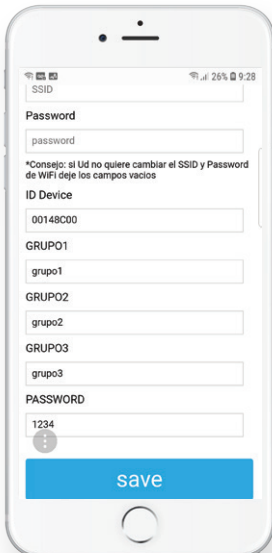 26% 9:28
SSID
Password
password
*Consejo: si Ud no quiere cambiar el SSID y Password
de WiFi deje los campos vacios
ID Device
00148C00
GRUPO1
grupo1
GRUPO2
grupo2
GRUPO3
grupo3
PASSWORD
1234
save